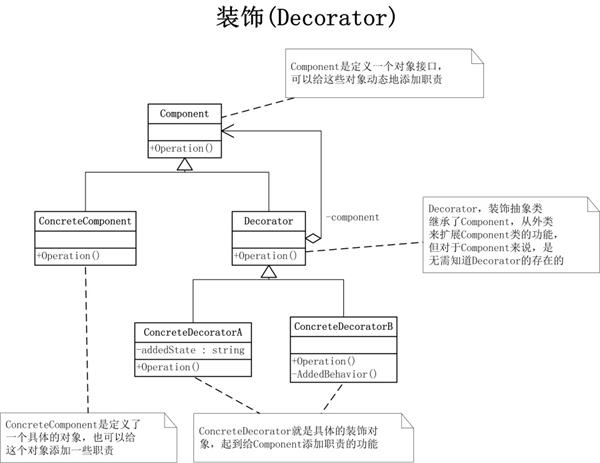 装饰(Decorator)
Component是定义一个对象接口，
可以给这些对象动态地添加职责
Component
+Operation()
-component
ConcreteComponent
+Operation()
Decorator
+Operation()
Decorator，装饰抽象类
继承了Component，从外类
来扩展Component类的功能，
但对于Component来说，是
无需知道Decorator的存在的
ConcreteDecoratorA
-addedState : string
+Operation()
ConcreteDecoratorB
+Operation()
-AddedBehavior()
ConcreteComponent是定义了
一个具体的对象，也可以给
这个对象添加一些职责
ConcreteDecorator就是具体的装饰对
象，起到给Component添加职责的功能